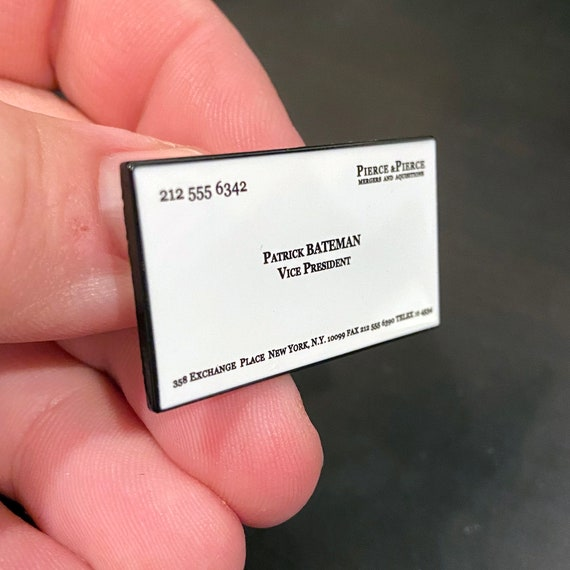 212 555 6342
PIERCE & PIERCE
MERGERS AND AQUISITIONS
PATRICK BATEMAN
VICE PRESIDENT
358 EXCHANGE PLACE NEW YORK, N.Y. 10099 FAX 212 555 6390 TELEX 10 4534